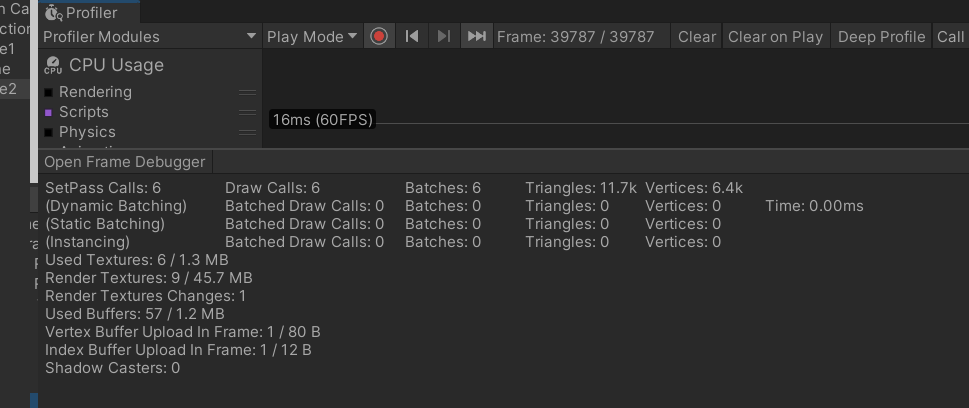 Profiler
Profiler Modules Play Mode Frame: 39787 / 39787 Clear Clear on Play Deep Profile Call
CPU Usage
CPU
Rendering
Scripts
Physics
16ms (60FPS)
Open Frame Debugger
SetPass Calls: 6 Draw Calls: 6 Batches: 6 Triangles: 11.7k Vertices: 6.4k
(Dynamic Batching) Batched Draw Calls: 0 Batches: 0 Triangles: 0 Vertices: 0 Time: 0.00ms
(Static Batching) Batched Draw Calls: 0 Batches: 0 Triangles: 0 Vertices: 0
(Instancing) Batched Draw Calls: 0 Batches: 0 Triangles: 0 Vertices: 0
Used Textures: 6 / 1.3 MB
Render Textures: 9 / 45.7 MB
Render Textures Changes: 1
Used Buffers: 57 / 1.2 MB
Vertex Buffer Upload In Frame: 1 / 80 B
Index Buffer Upload In Frame: 1 / 12 B
Shadow Casters: 0